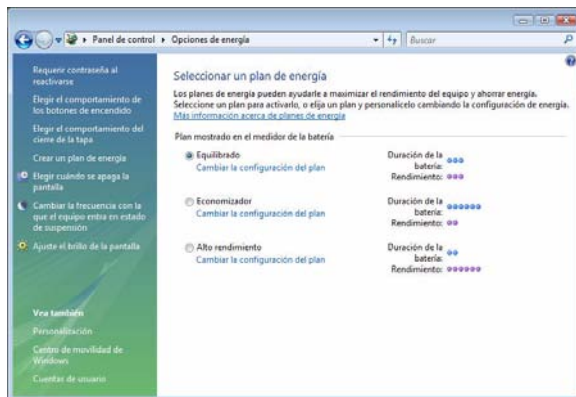 Panel de control ▸ Opciones de energía
Buscar
Requerir contraseña al
reactivarse
Elegir el comportamiento de
los botones de encendido
Elegir el comportamiento del
cierre de la tapa
Crear un plan de energía
Elegir cuándo se apaga la
pantalla
Cambiar la frecuencia con la
que el equipo entra en estado
de suspensión
Ajuste el brillo de la pantalla
Vea también
Personalización
Centro de movilidad de
Windows
Cuentas de usuario
Seleccionar un plan de energía
Los planes de energía pueden ayudarle a maximizar el rendimiento del equipo y ahorrar energía.
Seleccione un plan para activarlo, o elija un plan y personalícelo cambiando la configuración de energía.
Más información acerca de planes de energía
Plan mostrado en el medidor de la batería
Equilibrado
Cambiar la configuración del plan
Duración de la
batería:
Rendimiento:
Economizador
Cambiar la configuración del plan
Duración de la
batería:
Rendimiento:
Alto rendimiento
Cambiar la configuración del plan
Duración de la
batería:
Rendimiento: